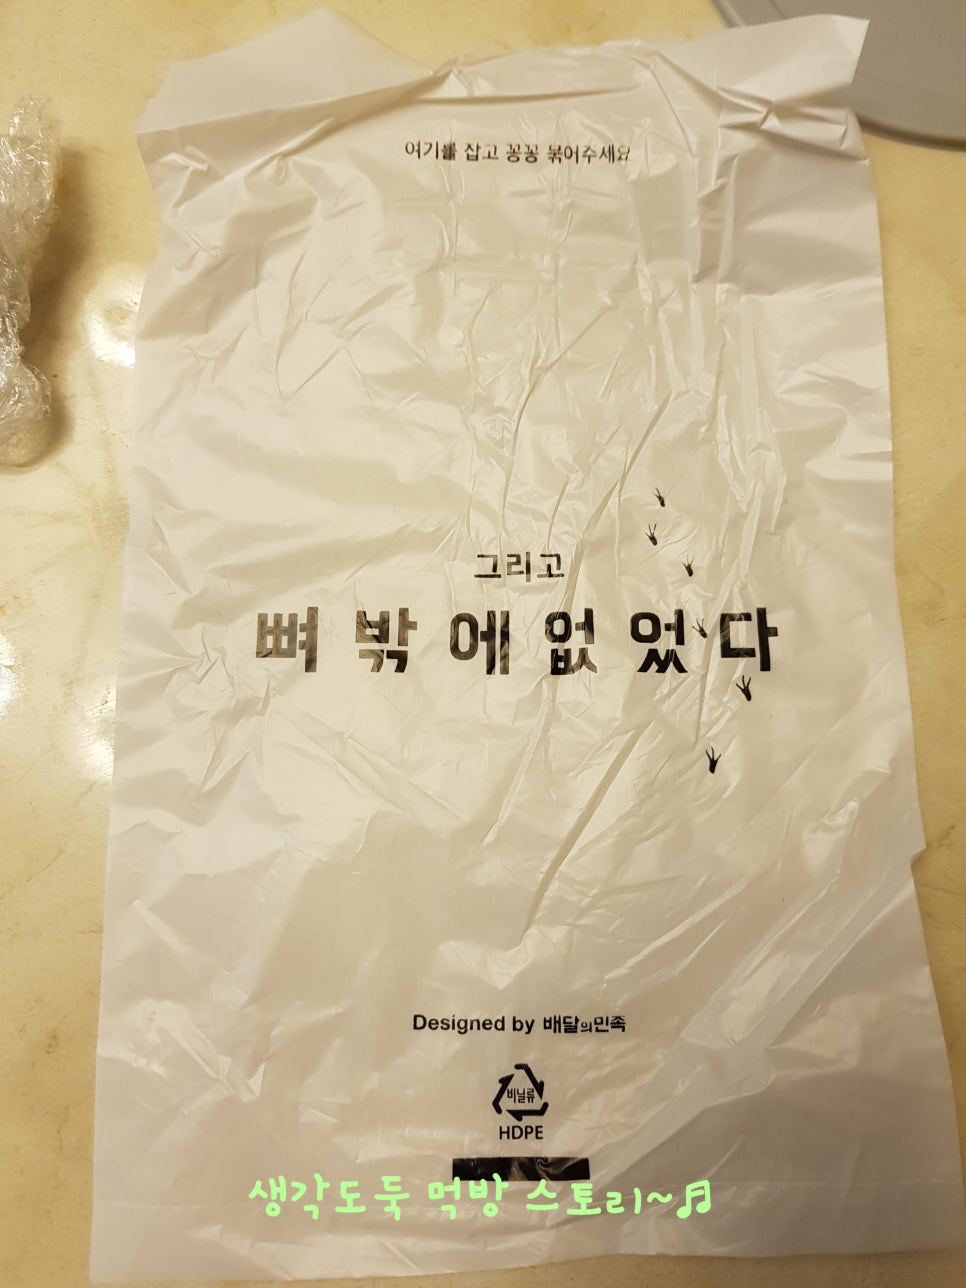 여기를 잡고 꽁꽁 묶어주세요
그리고
뼈 밖에 없었다
Designed by 배달의민족
비닐류
HDPE
생각도둑 먹방 스토리~♬